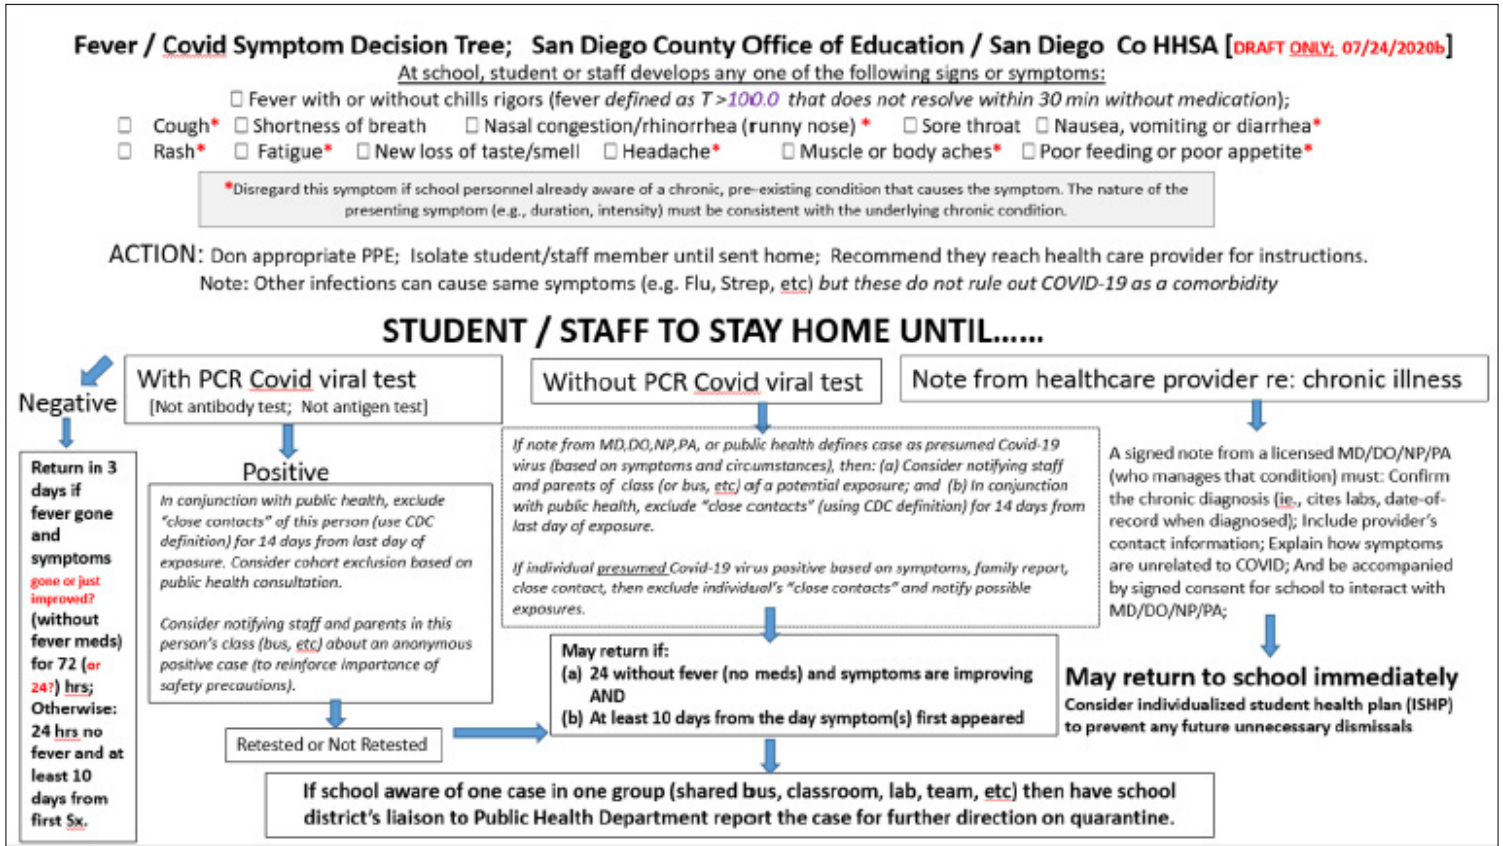 Fever / Covid Symptom Decision Tree; San Diego County Office of Education / San Diego Co HHSA [DRAFT ONLY; 07/24/2020b]
At school, student or staff develops any one of the following signs or symptoms:
☐ Fever with or without chills rigors (fever defined as T >100.0 that does not resolve within 30 min without medication);
☐ Cough* ☐ Shortness of breath ☐ Nasal congestion/rhinorrhea (runny nose) * ☐ Sore throat ☐ Nausea, vomiting or diarrhea*
☐ Rash* ☐ Fatigue* ☐ New loss of taste/smell ☐ Headache* ☐ Muscle or body aches* ☐ Poor feeding or poor appetite*
*Disregard this symptom if school personnel already aware of a chronic, pre-existing condition that causes the symptom. The nature of the
presenting symptom (e.g., duration, intensity) must be consistent with the underlying chronic condition.
ACTION: Don appropriate PPE; Isolate student/staff member until sent home; Recommend they reach health care provider for instructions.
Note: Other infections can cause same symptoms (e.g. Flu, Strep, etc) but these do not rule out COVID-19 as a comorbidity
STUDENT / STAFF TO STAY HOME UNTIL......
Negative
Return in 3
days if
fever gone
and
symptoms
gone or just
improved?
(without
fever meds)
for 72 (or
24?) hrs;
Otherwise:
24 hrs no
fever and at
least 10
days from
first Sx.
With PCR Covid viral test
[Not antibody test; Not antigen test]
Positive
In conjunction with public health, exclude
"close contacts" of this person (use CDC
definition) for 14 days from last day of
exposure. Consider cohort exclusion based on
public health consultation.
Consider notifying staff and parents in this
person's class (bus, etc) about an anonymous
positive case (to reinforce importance of
safety precautions).
Retested or Not Retested
Without PCR Covid viral test
If note from MD,DO,NP,PA, or public health defines case as presumed Covid-19
virus (based on symptoms and circumstances), then: (a) Consider notifying staff
and parents of class (or bus, etc) of a potential exposure; and (b) In conjunction
with public health, exclude "close contacts" (using CDC definition) for 14 days from
last day of exposure.
If individual presumed Covid-19 virus positive based on symptoms, family report,
close contact, then exclude individual's "close contacts" and notify possible
exposures.
May return if:
(a) 24 without fever (no meds) and symptoms are improving
AND
(b) At least 10 days from the day symptom(s) first appeared
Note from healthcare provider re: chronic illness
A signed note from a licensed MD/DO/NP/PA
(who manages that condition) must: Confirm
the chronic diagnosis (ie., cites labs, date-of-
record when diagnosed); Include provider's
contact information; Explain how symptoms
are unrelated to COVID; And be accompanied
by signed consent for school to interact with
MD/DO/NP/PA;
May return to school immediately
Consider individualized student health plan (ISHP)
to prevent any future unnecessary dismissals
If school aware of one case in one group (shared bus, classroom, lab, team, etc) then have school
district's liaison to Public Health Department report the case for further direction on quarantine.